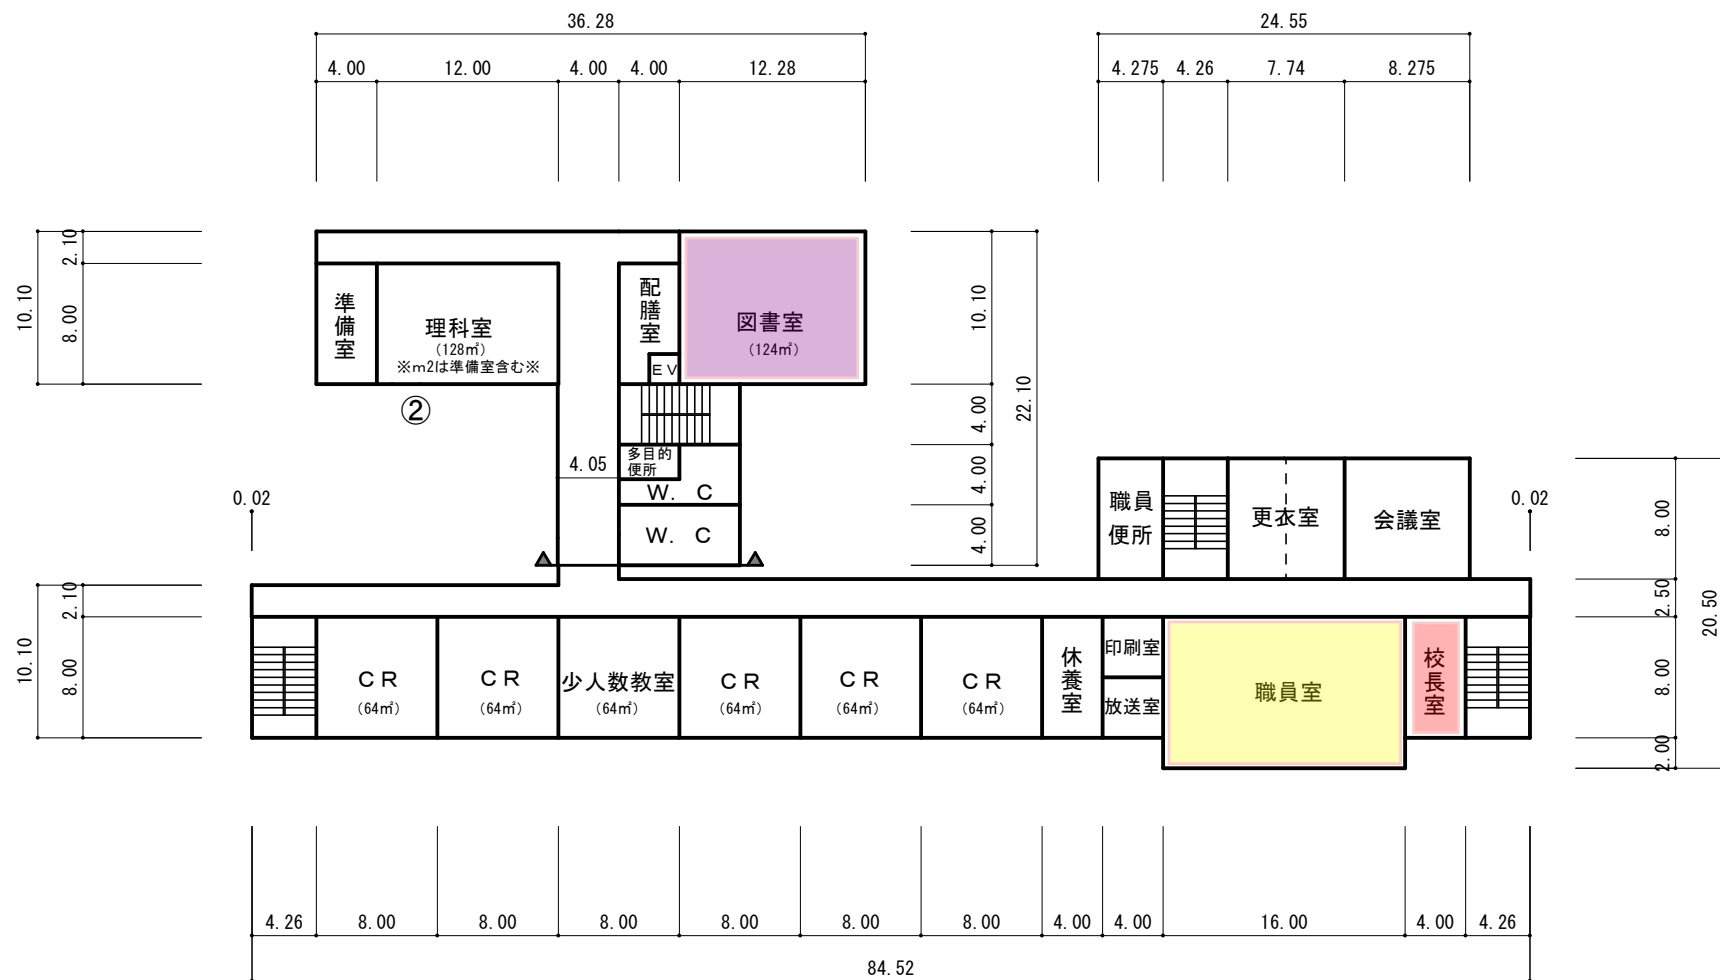 36.28
24.55
4.00 12.00 4.00 4.00 12.28
4.275 4.26 7.74 8.275
10.10
2.10
8.00
準備室
理科室
(128㎡)
※m2は準備室含む※
配膳室
EV
図書室
(124㎡)
10.10
4.00
4.00
4.00
22.10
②
4.05
多目的
便所
W. C
W. C
0.02
0.02
職員
便所
更衣室
会議室
8.00
2.50
8.00
2.00
20.50
10.10
2.10
8.00
CR
(64㎡)
CR
(64㎡)
少人数教室
(64㎡)
CR
(64㎡)
CR
(64㎡)
CR
(64㎡)
休養室
印刷室
放送室
職員室
校長室
4.26 8.00 8.00 8.00 8.00 8.00 8.00 4.00 4.00 16.00 4.00 4.26
84.52